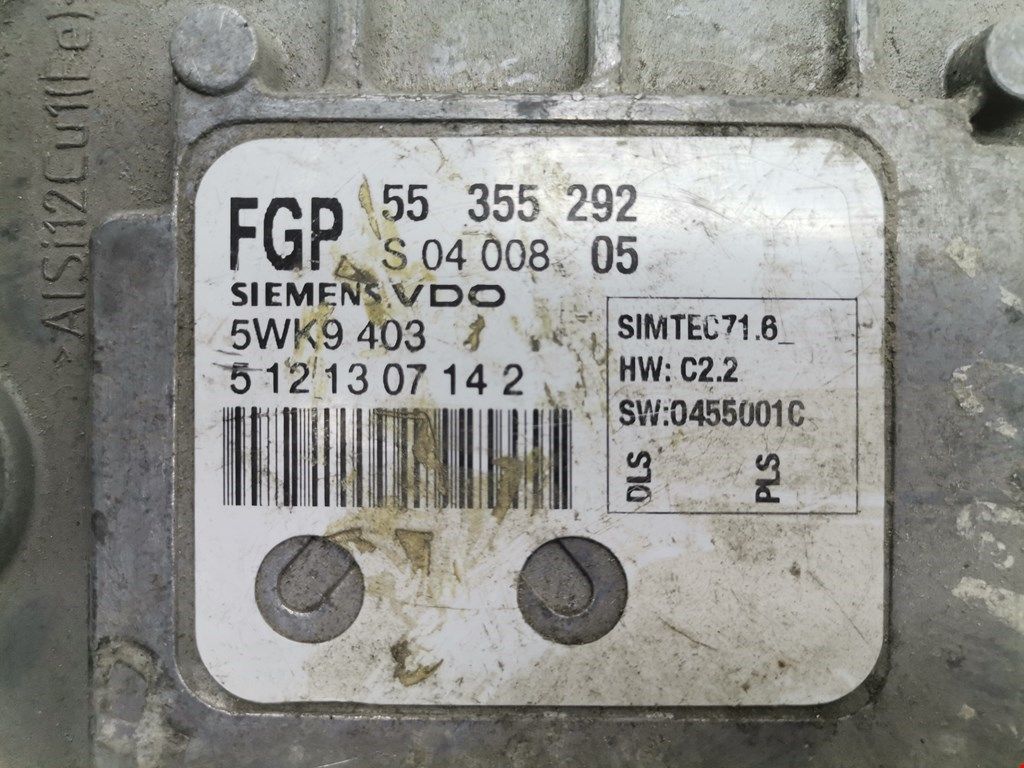 >AlSi12Cu1(Fe)<
FGP 55 355 292
S 04 008 05
SIEMENS VDO
5WK9 403
5 12 13 07 14 2
SIMTEC71.6_
HW: C2.2
SW:0455001C
DLS PLS